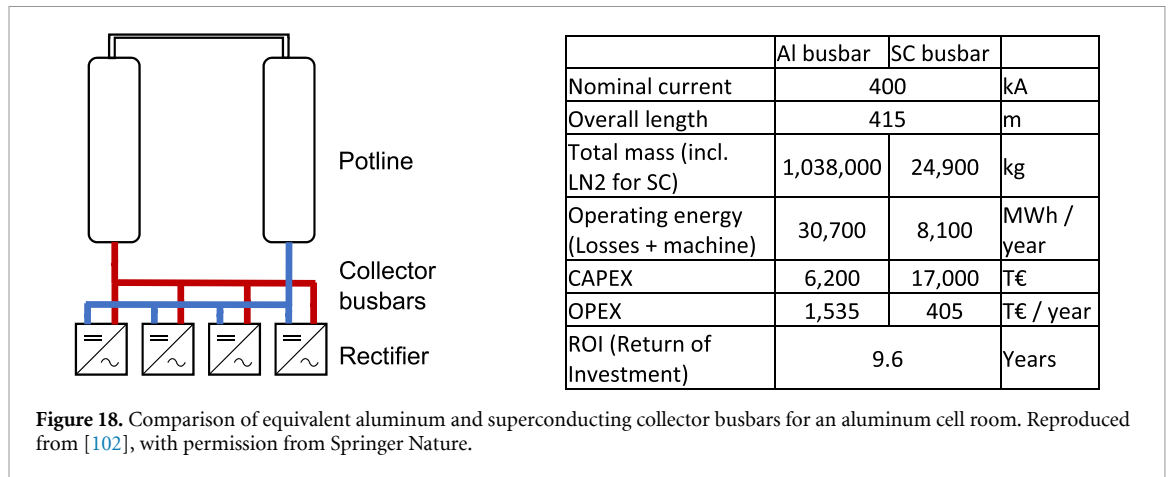 Potline
Collector
busbars
Rectifier
Al busbar SC busbar
Nominal current 400 kA
Overall length 415 m
Total mass (incl.
LN2 for SC) 1,038,000 24,900 kg
Operating energy
(Losses + machine) 30,700 8,100 MWh /
year
CAPEX 6,200 17,000 T€
OPEX 1,535 405 T€ / year
ROI (Return of
Investment) 9.6 Years
Figure 18. Comparison of equivalent aluminum and superconducting collector busbars for an aluminum cell room. Reproduced
from [102], with permission from Springer Nature.